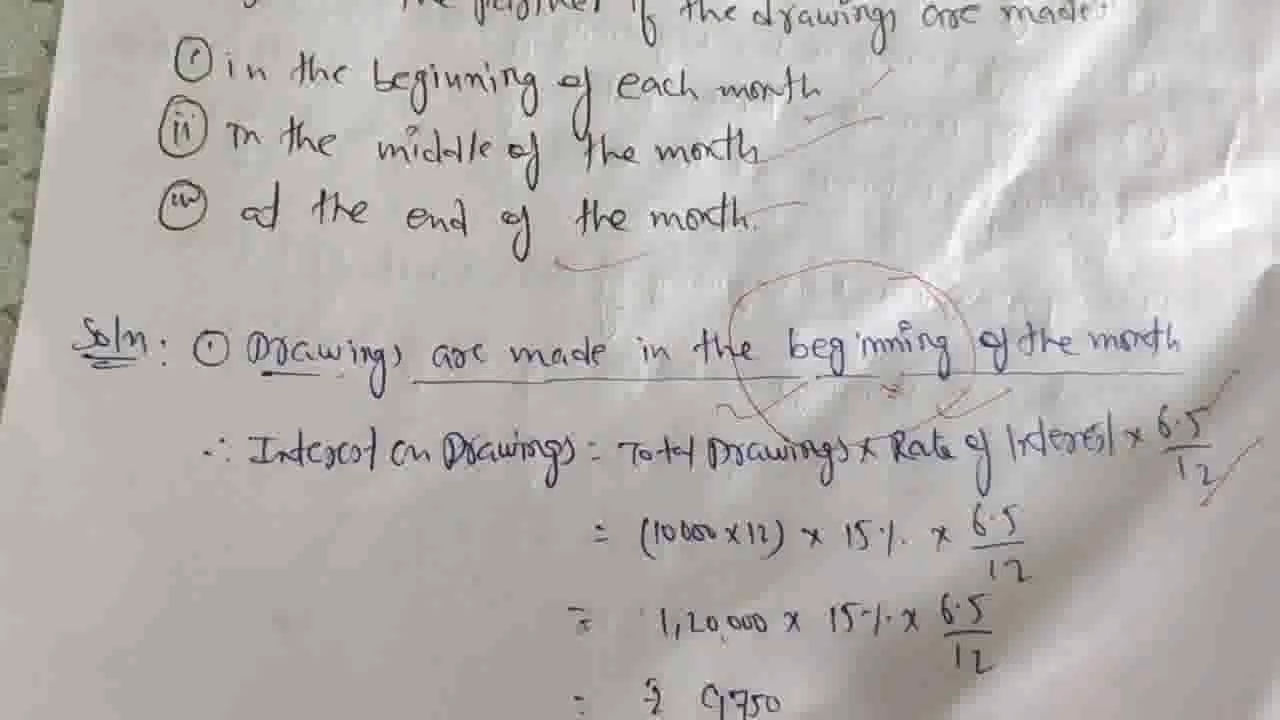 the partner if the drawings are made:
(i) in the beginning of each month
(ii) in the middle of the month
(iii) at the end of the month.
Soln: (i) Drawings are made in the beginning of the month
∴ Interest on Drawings = Total Drawings × Rate of Interest × 6.5/12
= (10000×12) × 15% × 6.5/12
= 1,20,000 × 15% × 6.5/12
= ₹ 9750